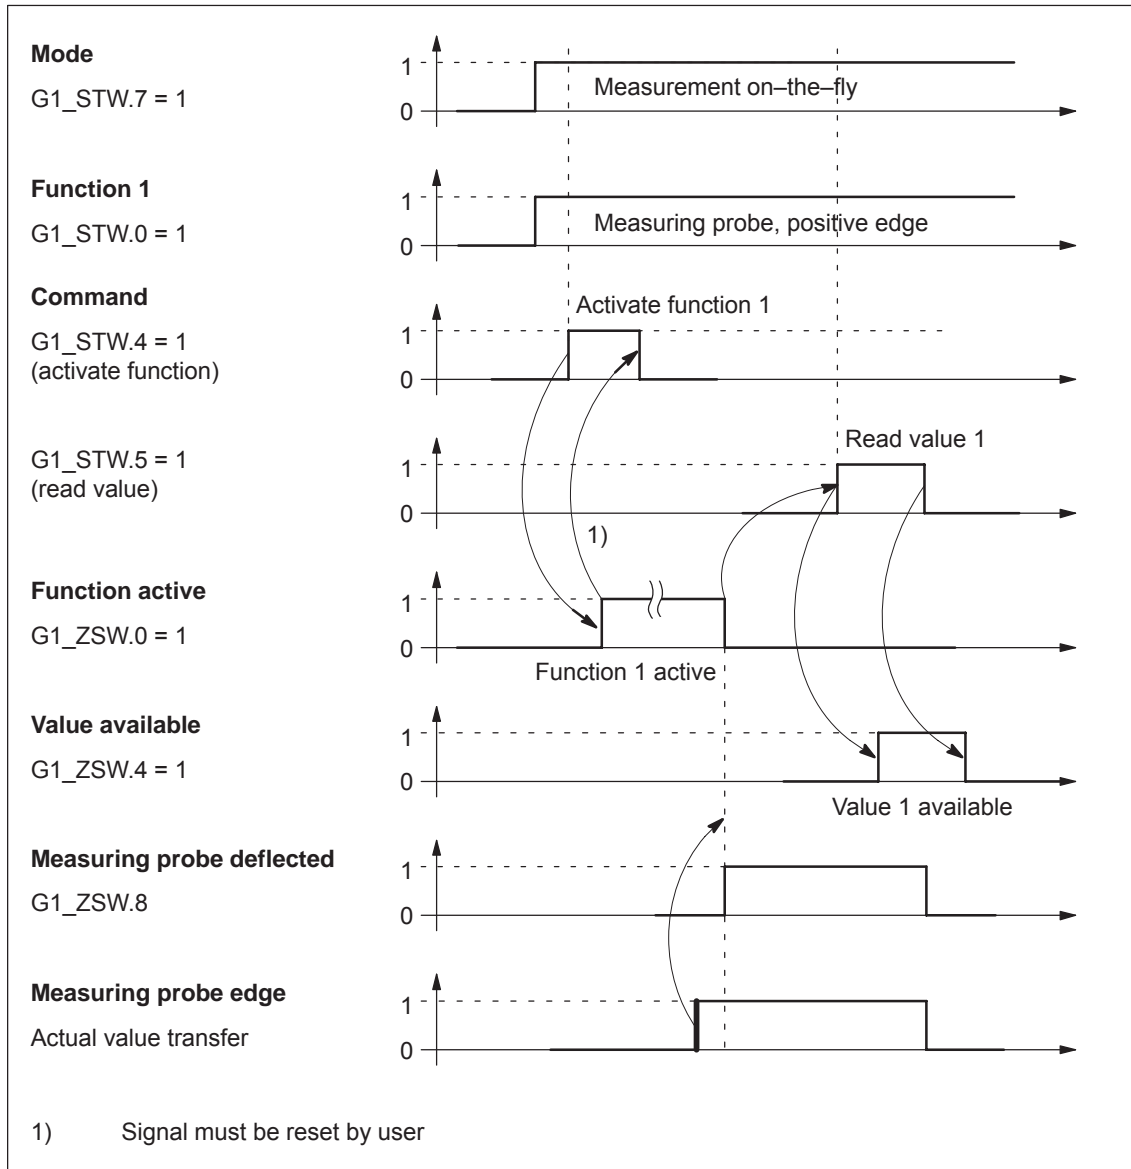 Mode
G1_STW.7 = 1
1
0
Measurement on–the–fly
Function 1
G1_STW.0 = 1
1
0
Measuring probe, positive edge
Command
G1_STW.4 = 1
(activate function)
Activate function 1
1
0
G1_STW.5 = 1
(read value)
Read value 1
1
0
1)
Function active
G1_ZSW.0 = 1
1
0
Function 1 active
Value available
G1_ZSW.4 = 1
1
0
Value 1 available
Measuring probe deflected
G1_ZSW.8
1
0
Measuring probe edge
Actual value transfer
1
0
1) Signal must be reset by user